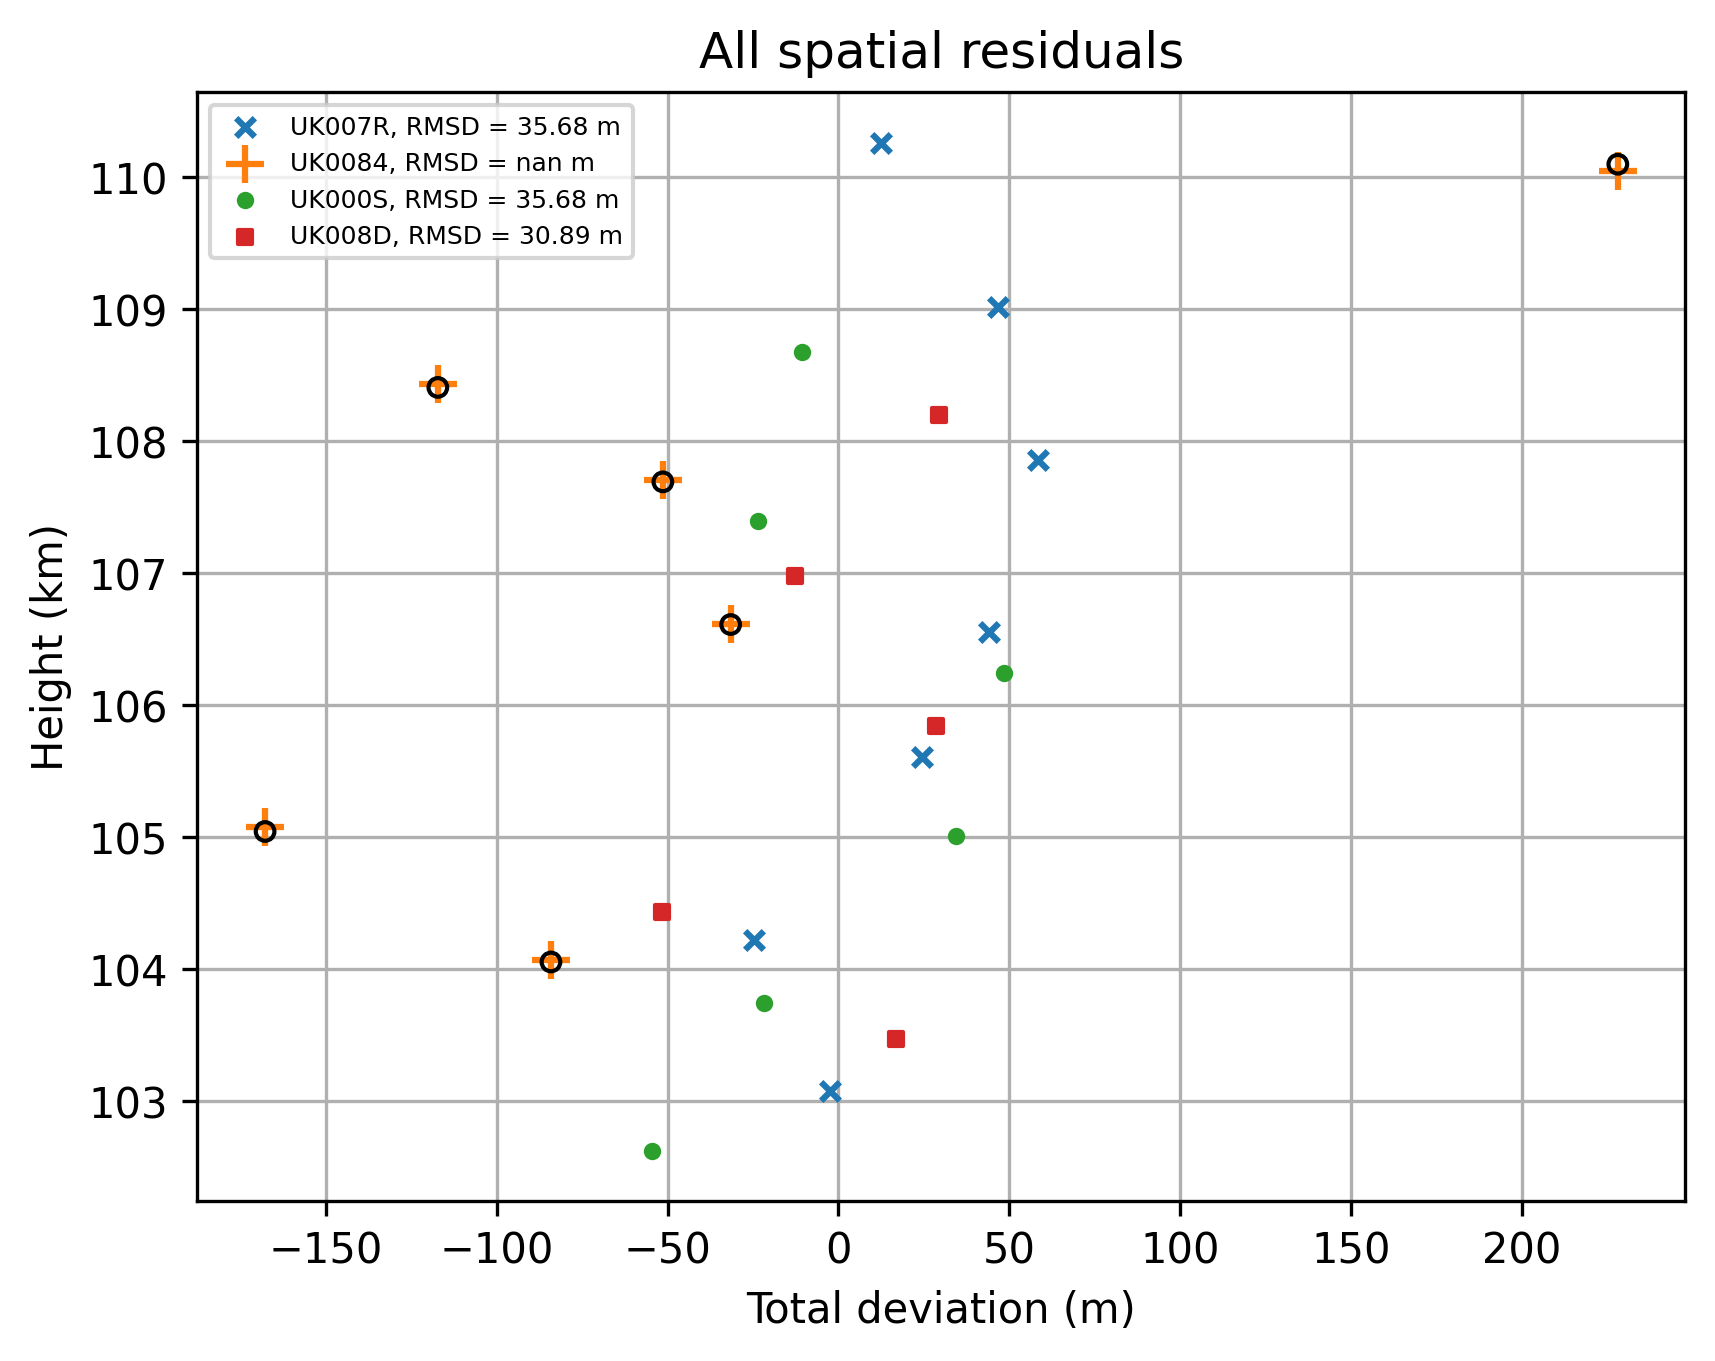 All spatial residuals
UK007R, RMSD = 35.68 m
UK0084, RMSD = nan m
UK000S, RMSD = 35.68 m
UK008D, RMSD = 30.89 m
110
109
108
107
106
105
104
103
Height (km)
−150 −100 −50 0 50 100 150 200
Total deviation (m)